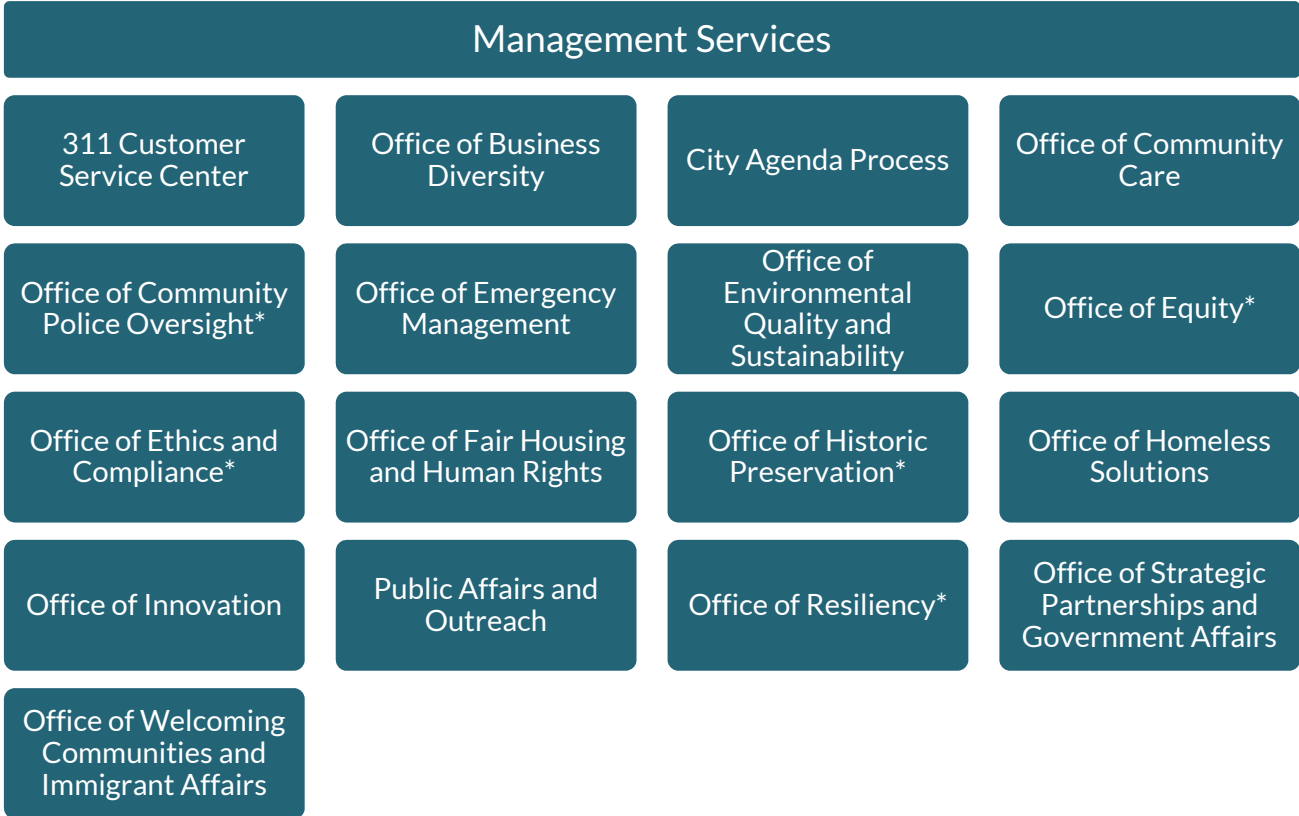 Management Services
311 Customer
Service Center
Office of Business
Diversity
City Agenda Process
Office of Community
Care
Office of Community
Police Oversight*
Office of Emergency
Management
Office of
Environmental
Quality and
Sustainability
Office of Equity*
Office of Ethics and
Compliance*
Office of Fair Housing
and Human Rights
Office of Historic
Preservation*
Office of Homeless
Solutions
Office of Innovation
Public Affairs and
Outreach
Office of Resiliency*
Office of Strategic
Partnerships and
Government Affairs
Office of Welcoming
Communities and
Immigrant Affairs